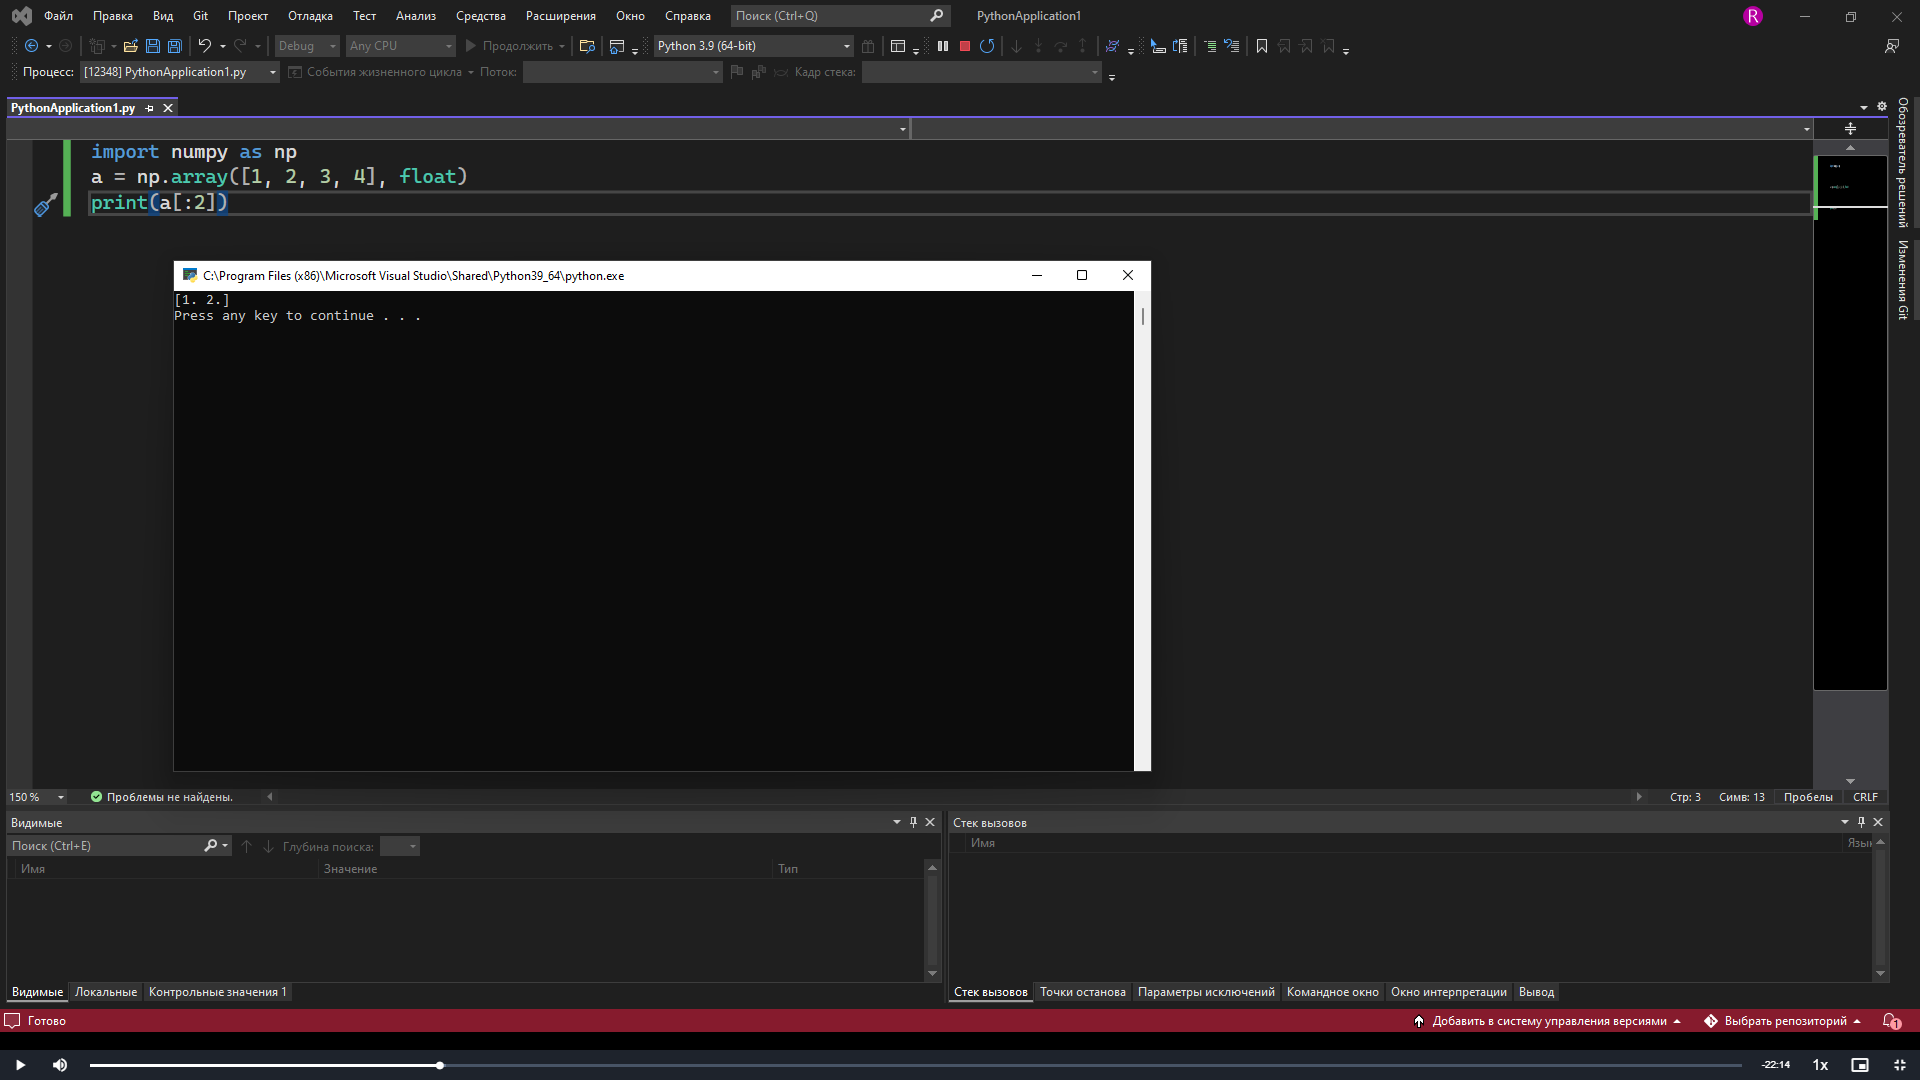 Файл Правка Вид Git Проект Отладка Тест Анализ Средства Расширения Окно Справка Поиск (Ctrl+Q) PythonApplication1 R
Debug Any CPU Продолжить Python 3.9 (64-bit)
Процесс: [12348] PythonApplication1.py События жизненного цикла Поток: Кадр стека:
PythonApplication1.py
import numpy as np
a = np.array([1, 2, 3, 4], float)
print(a[:2])
C:\Program Files (x86)\Microsoft Visual Studio\Shared\Python39_64\python.exe
[1. 2.]
Press any key to continue . . .
Обозреватель решений
Изменения Git
150 % Проблемы не найдены. Стр: 3 Симв: 13 Пробелы CRLF
Видимые
Поиск (Ctrl+E) Глубина поиска:
Имя Значение Тип
Видимые Локальные Контрольные значения 1
Стек вызовов
Имя Язык
Стек вызовов Точки останова Параметры исключений Командное окно Окно интерпретации Вывод
Готово Добавить в систему управления версиями Выбрать репозиторий 1
-22:14 1x